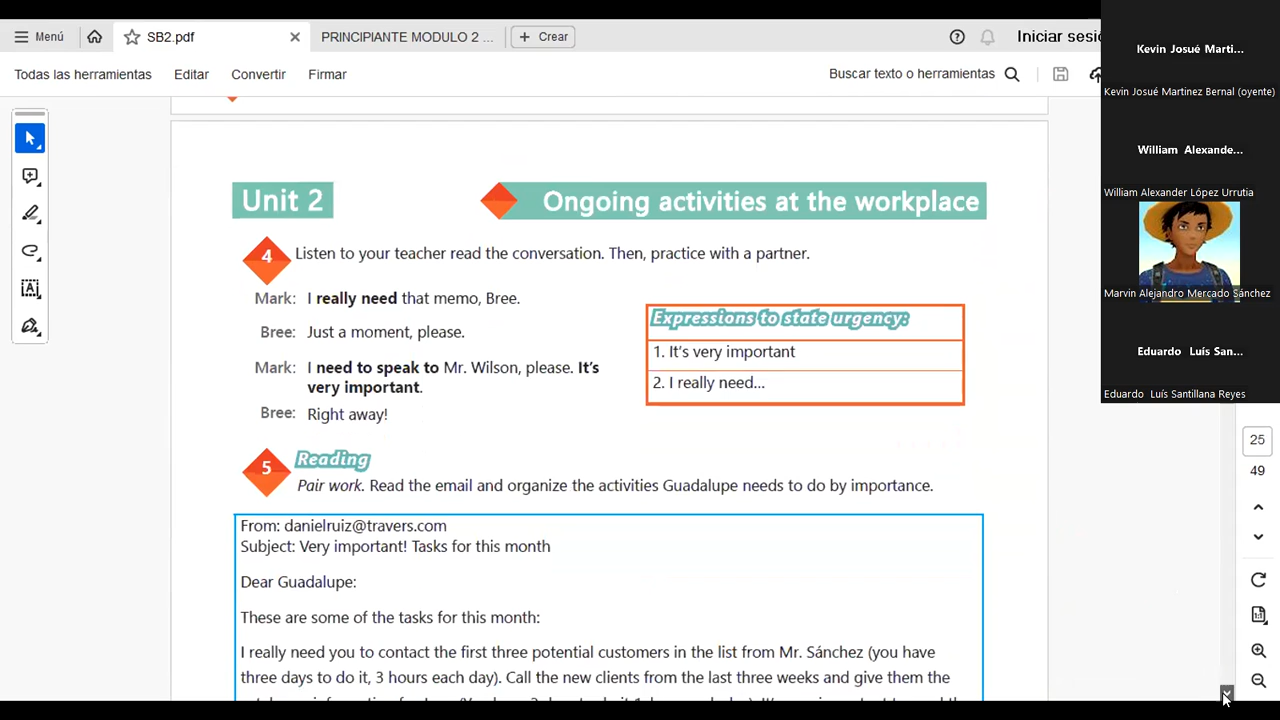 Menú
SB2.pdf
PRINCIPIANTE MODULO 2 ...
Crear
Iniciar sesió
Todas las herramientas
Editar
Convertir
Firmar
Buscar texto o herramientas
Kevin Josué Marti...
Kevin Josué Martinez Bernal (oyente)
William Alexande...
William Alexander López Urrutia
Marvin Alejandro Mercado Sánchez
Eduardo Luís San...
Eduardo Luís Santillana Reyes
25
49
Unit 2
Ongoing activities at the workplace
4 Listen to your teacher read the conversation. Then, practice with a partner.
Mark: I really need that memo, Bree.
Bree: Just a moment, please.
Mark: I need to speak to Mr. Wilson, please. It's
very important.
Bree: Right away!
Expressions to state urgency:
1. It's very important
2. I really need...
5 Reading
Pair work. Read the email and organize the activities Guadalupe needs to do by importance.
From: danielruiz@travers.com
Subject: Very important! Tasks for this month
Dear Guadalupe:
These are some of the tasks for this month:
I really need you to contact the first three potential customers in the list from Mr. Sánchez (you have
three days to do it, 3 hours each day). Call the new clients from the last three weeks and give them the